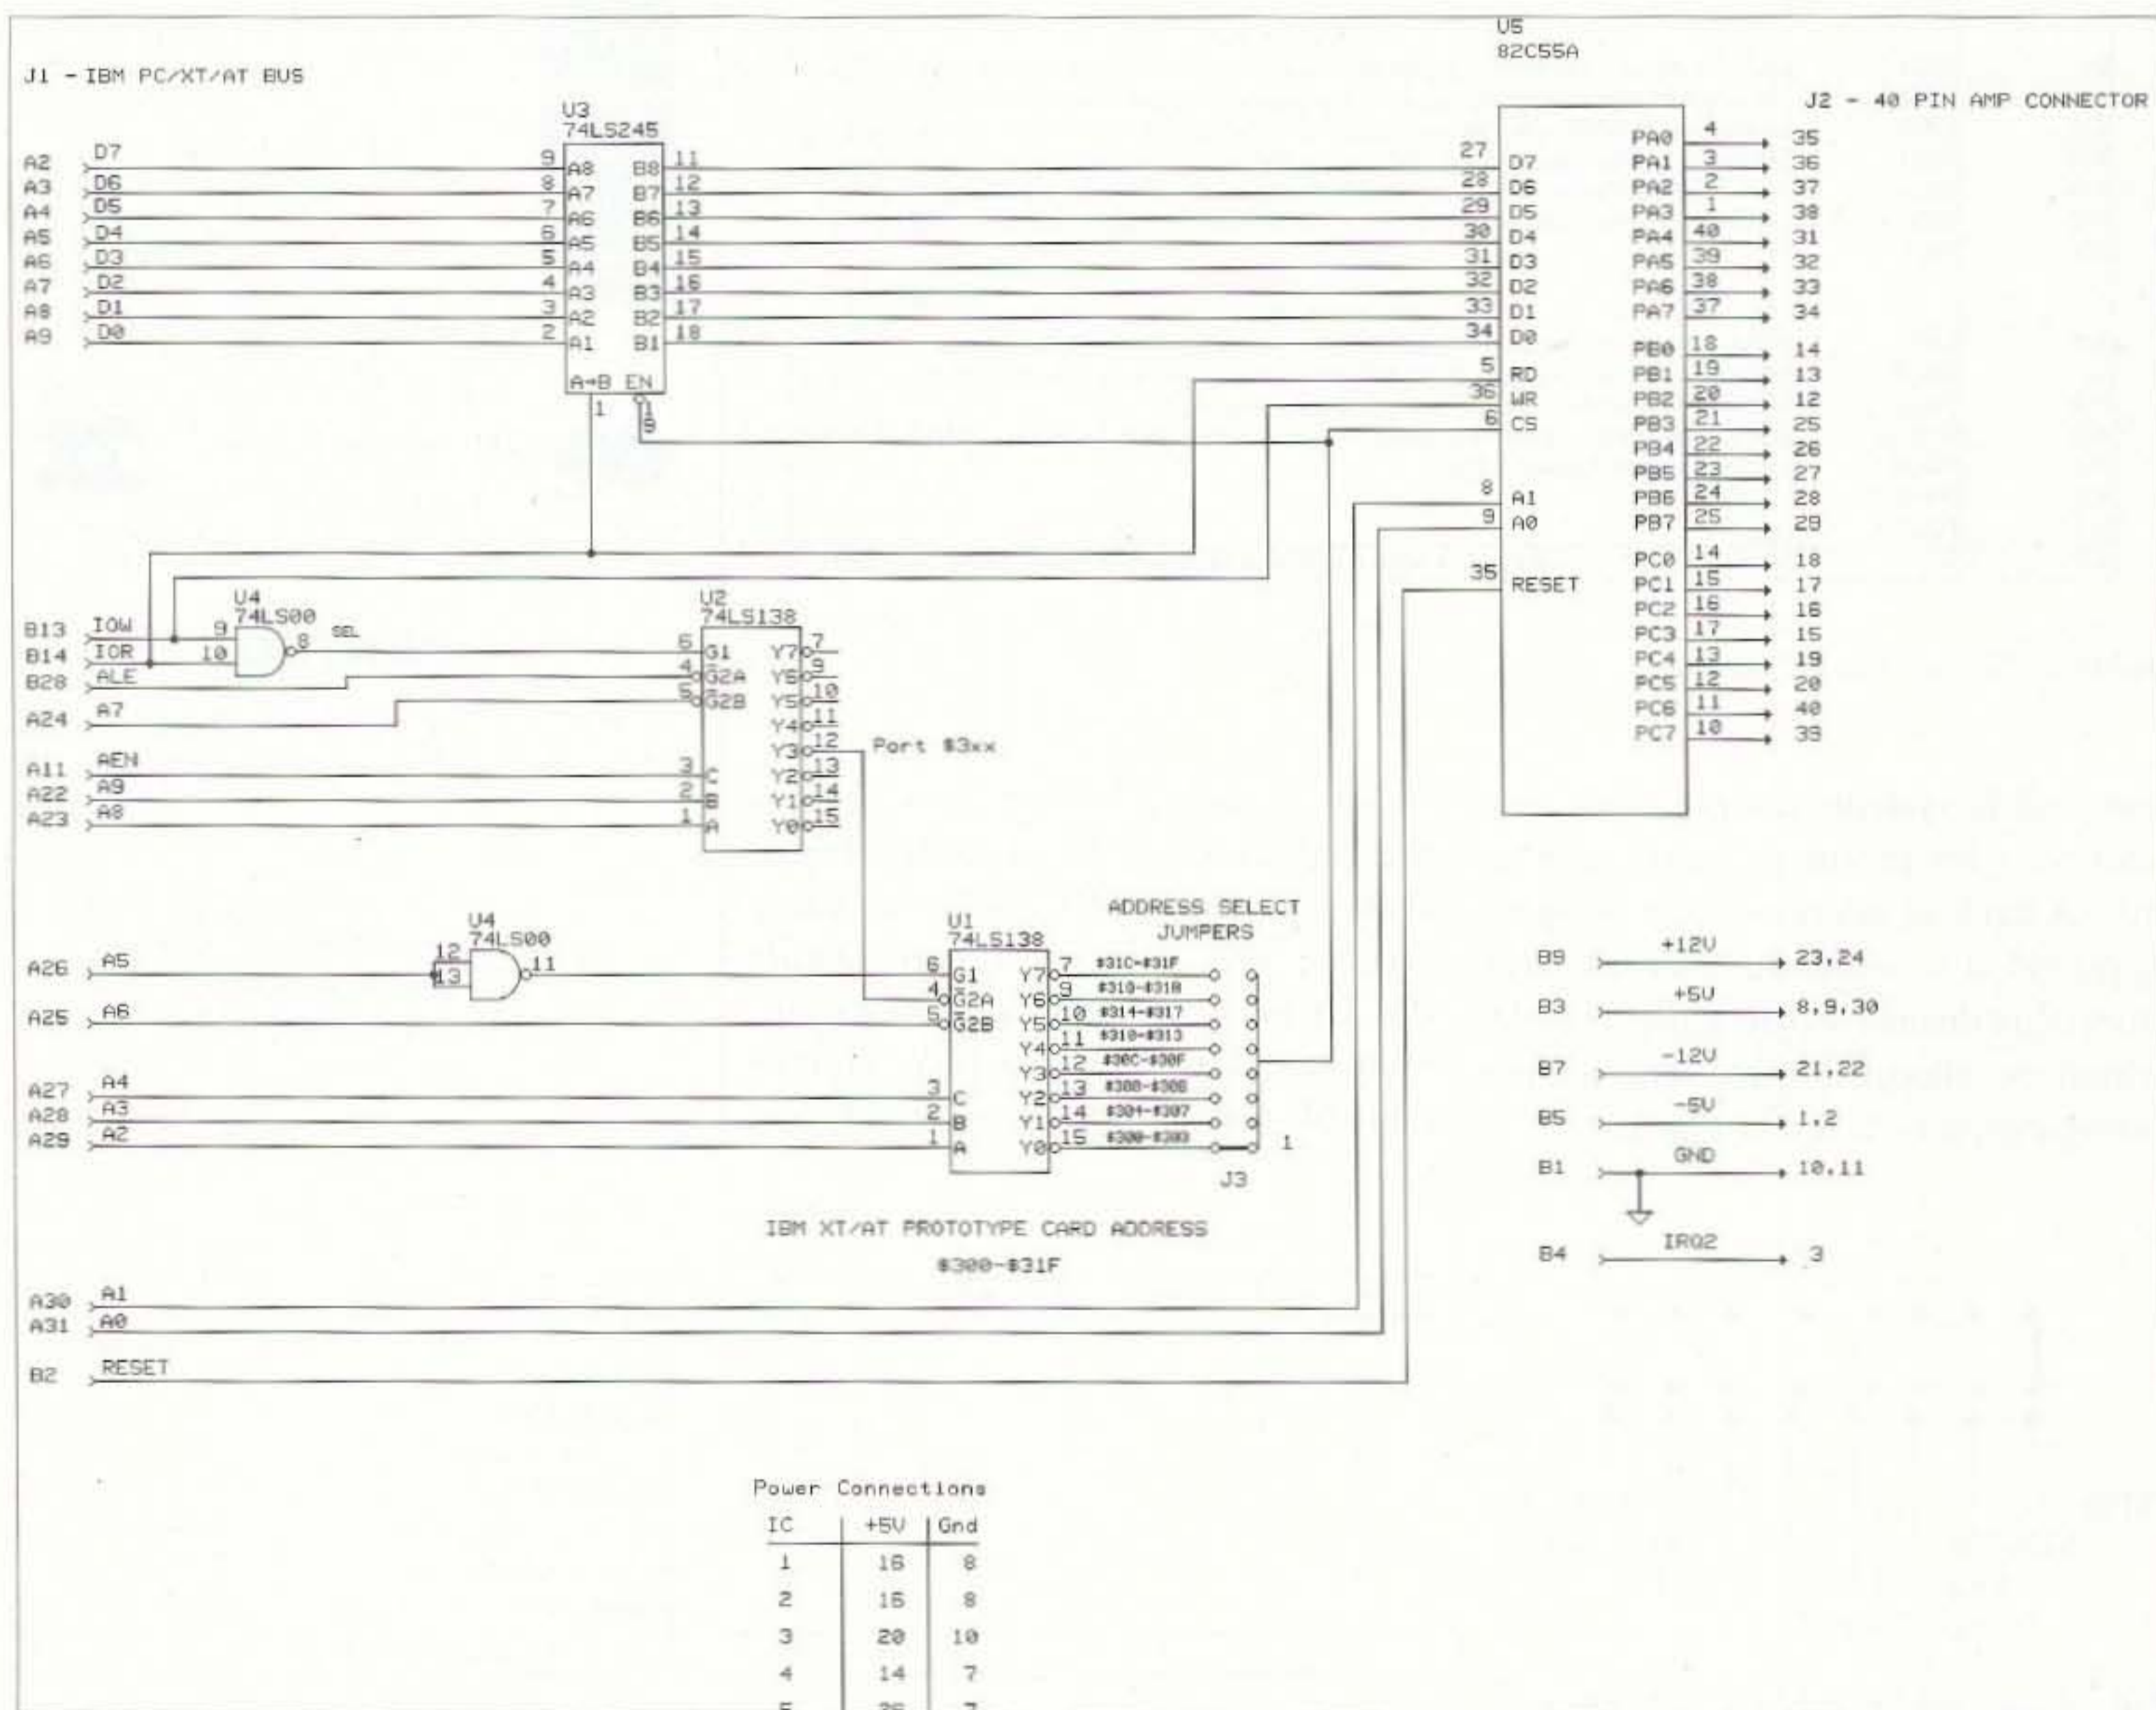 U5
82C55A
J1 - IBM PC/XT/AT BUS
J2 - 40 PIN AMP CONNECTOR
U3
74LS245
A2 D7 9 A8 B8 11 27 D7
A3 D6 8 A7 B7 12 28 D6
A4 D5 7 A6 B6 13 29 D5
A5 D4 6 A5 B5 14 30 D4
A6 D3 5 A4 B4 15 31 D3
A7 D2 4 A3 B3 16 32 D2
A8 D1 3 A2 B2 17 33 D1
A9 D0 2 A1 B1 18 34 D0
A→B EN
1 19
5 RD
36 WR
6 CS
8 A1
9 A0
35 RESET
PA0 4 35
PA1 3 36
PA2 2 37
PA3 1 38
PA4 40 31
PA5 39 32
PA6 38 33
PA7 37 34
PB0 18 14
PB1 19 13
PB2 20 12
PB3 21 25
PB4 22 26
PB5 23 27
PB6 24 28
PB7 25 29
PC0 14 18
PC1 15 17
PC2 16 16
PC3 17 15
PC4 13 19
PC5 12 20
PC6 11 40
PC7 10 39
U4
74LS00
B13 IOW 9 8 SEL
B14 IOR 10
B28 ALE
A24 A7
A11 AEN
A22 A9
A23 A8
U2
74LS138
6 G1 Y7 7
4 G2A Y6 9
5 G2B Y5 10
Y4 11
Y3 12 Port $3xx
3 C Y2 13
2 B Y1 14
1 A Y0 15
U4
74LS00
A26 A5 12 13 11
A25 A6
A27 A4
A28 A3
A29 A2
U1
74LS138
ADDRESS SELECT
JUMPERS
6 G1 Y7 7 $31C-$31F
4 G2A Y6 9 $318-$31B
5 G2B Y5 10 $314-$317
Y4 11 $310-$313
Y3 12 $30C-$30F
3 C Y2 13
2 B Y1 14 $304-$307
1 A Y0 15 $300-$303 1
J3
IBM XT/AT PROTOTYPE CARD ADDRESS
$300-$31F
A30 A1
A31 A0
B2 RESET
B9 +12V 23,24
B3 +5V 8,9,30
B7 -12V 21,22
B5 -5V 1,2
B1 GND 10,11
B4 IRQ2 3
Power Connections
IC +5V Gnd
1 16 8
2 16 8
3 20 10
4 14 7